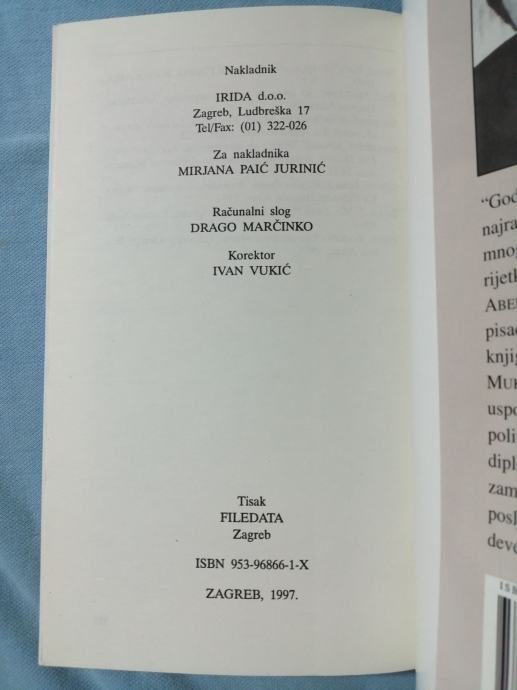 Nakladnik
IRIDA d.o.o.
Zagreb, Ludbreška 17
Tel/Fax: (01) 322-026
Za nakladnika
MIRJANA PAIĆ JURINIĆ
Računalni slog
DRAGO MARČINKO
Korektor
IVAN VUKIĆ
Tisak
FILEDATA
Zagreb
ISBN 953-96866-1-X
ZAGREB, 1997.